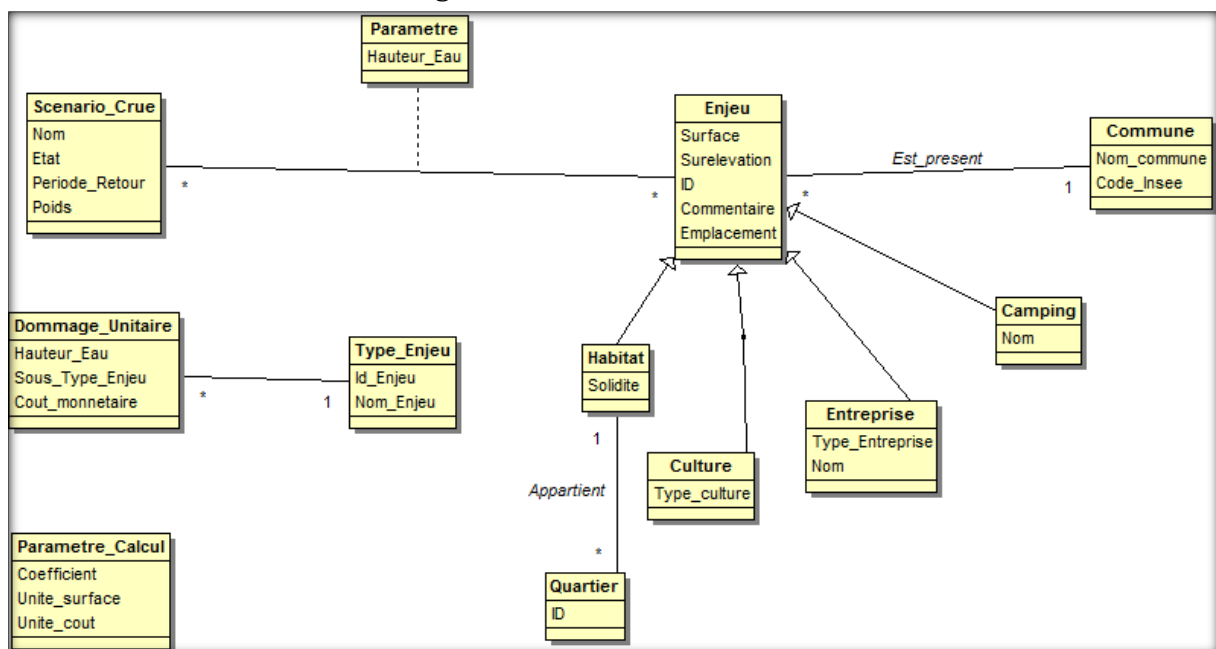 Parametre
Hauteur_Eau
Scenario_Crue
Nom
Etat
Periode_Retour
Poids
*
*
Enjeu
Surface
Surelevation
ID
Commentaire
Emplacement
Est_present
*
1
Commune
Nom_commune
Code_Insee
Dommage_Unitaire
Hauteur_Eau
Sous_Type_Enjeu
Cout_monnetaire
*
1
Type_Enjeu
Id_Enjeu
Nom_Enjeu
Habitat
Solidite
Camping
Nom
Entreprise
Type_Entreprise
Nom
Culture
Type_culture
1
Appartient
*
Quartier
ID
Parametre_Calcul
Coefficient
Unite_surface
Unite_cout